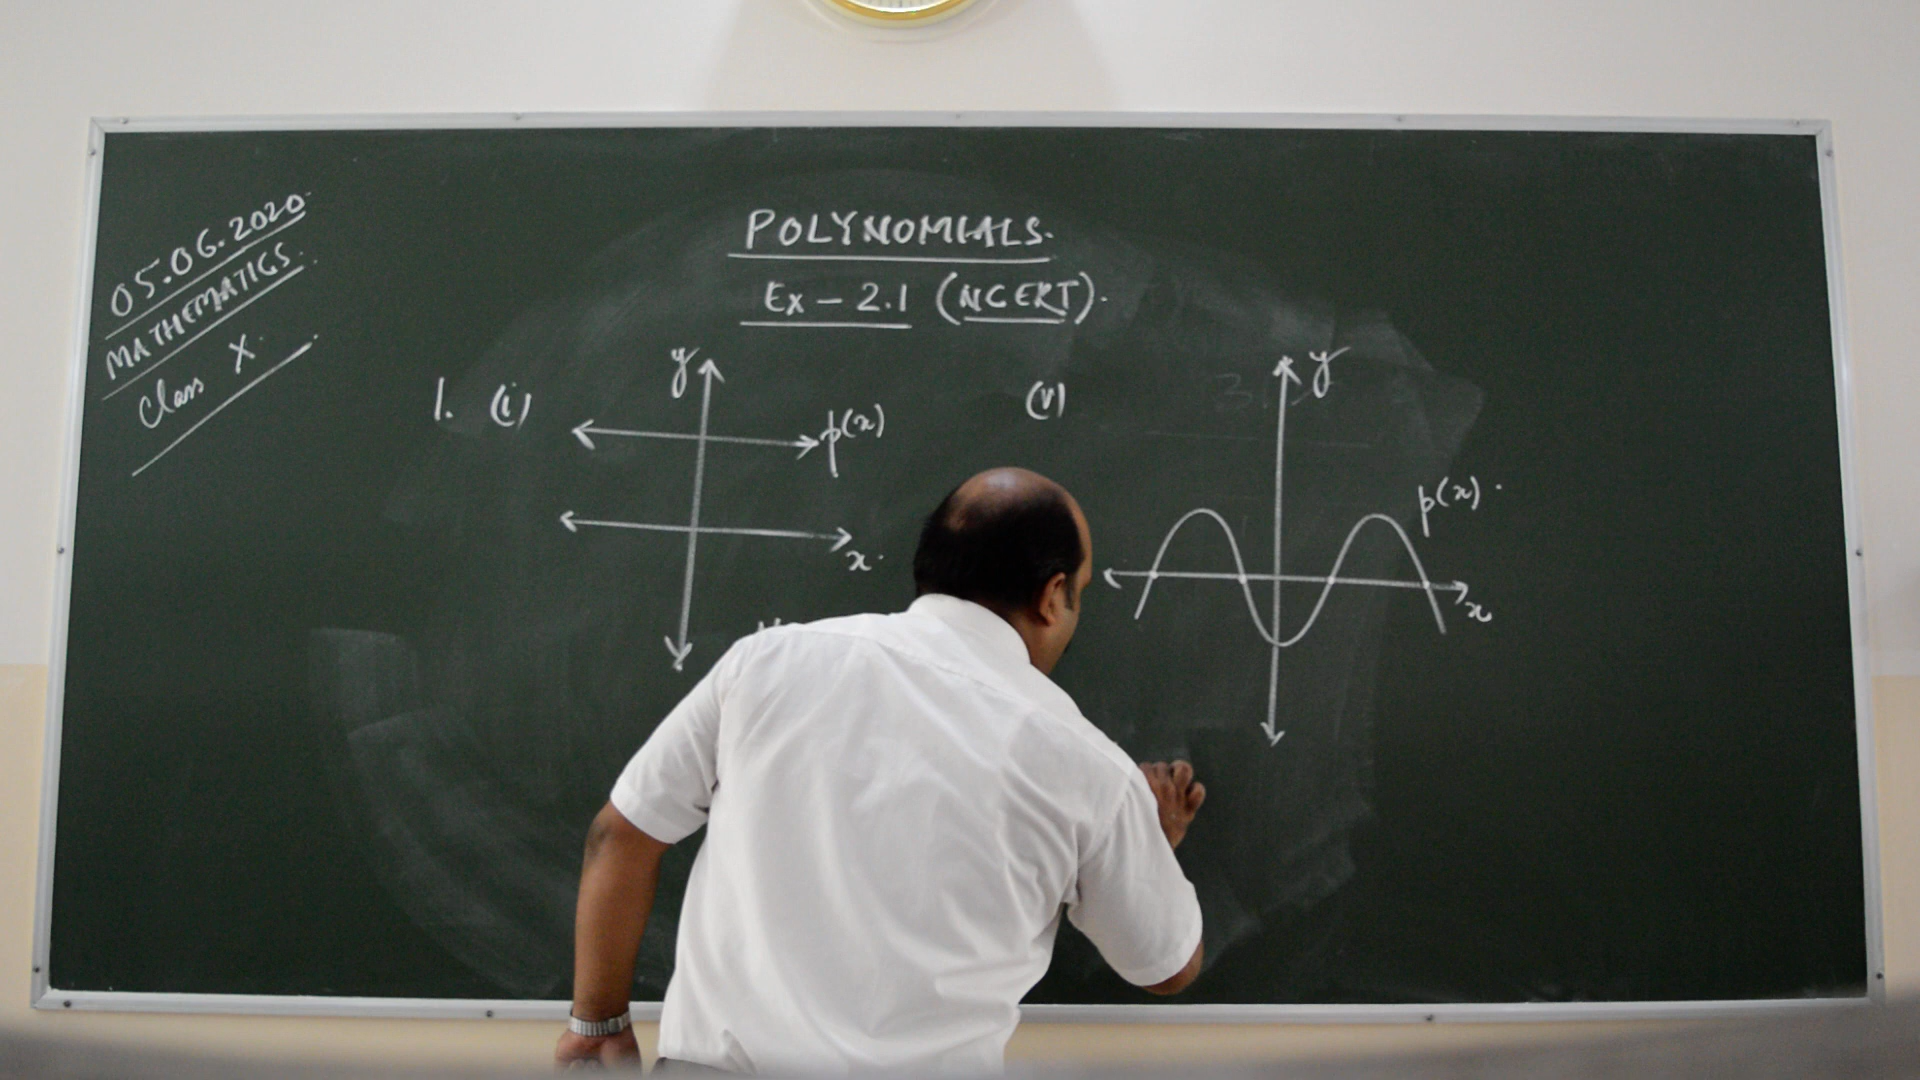 05.06.2020
MATHEMATICS.
Class X.
POLYNOMIALS.
Ex - 2.1 (NCERT).
1. (i)
y
p(x)
x.
(v)
y
p(x).
x